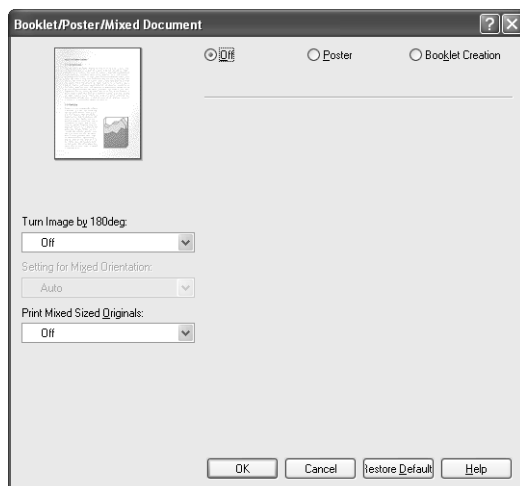 Booklet/Poster/Mixed Document
Off Poster Booklet Creation
Turn Image by 180deg:
Off
Setting for Mixed Orientation:
Auto
Print Mixed Sized Originals:
Off
OK Cancel Restore Default Help